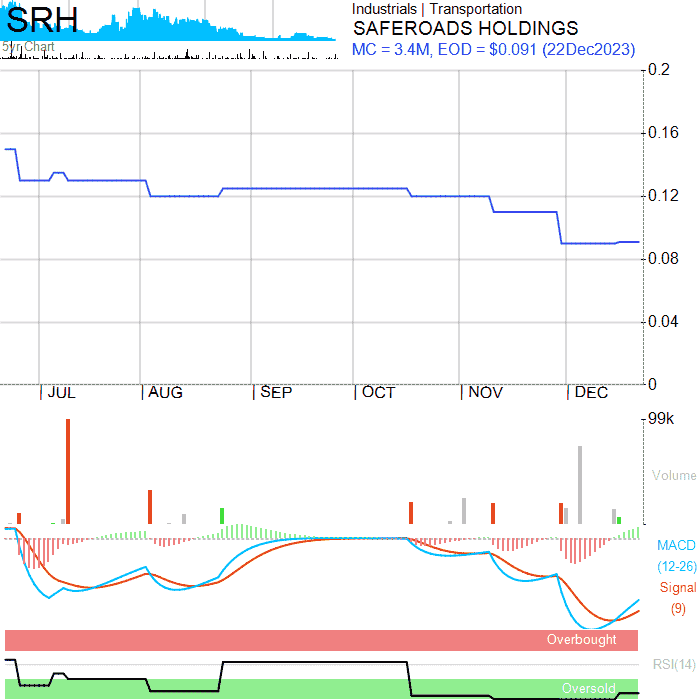 SRH
5yr Chart
Industrials | Transportation
SAFEROADS HOLDINGS
MC = 3.4M, EOD = $0.091 (22Dec2023)
0.2
0.16
0.12
0.08
0.04
0
| JUL | AUG | SEP | OCT | NOV | DEC
99k
Volume
MACD
(12-26)
Signal
(9)
Overbought
RSI(14)
Oversold